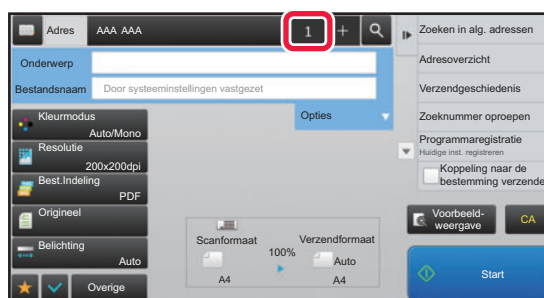 Adres AAA AAA 1 +
Onderwerp
Bestandsnaam Door systeeminstellingen vastgezet
Opties
Kleurmodus
Auto/Mono
Resolutie
200x200dpi
Best.Indeling
PDF
Origineel
Belichting
Auto
Overige
Scanformaat
A4
100%
Verzendformaat
Auto
A4
Zoeken in alg. adressen
Adresoverzicht
Verzendgeschiedenis
Zoeknummer oproepen
Programmaregistratie
Huidige inst. registreren
Koppeling naar de
bestemming verzende
Voorbeeld-
weergave
CA
Start